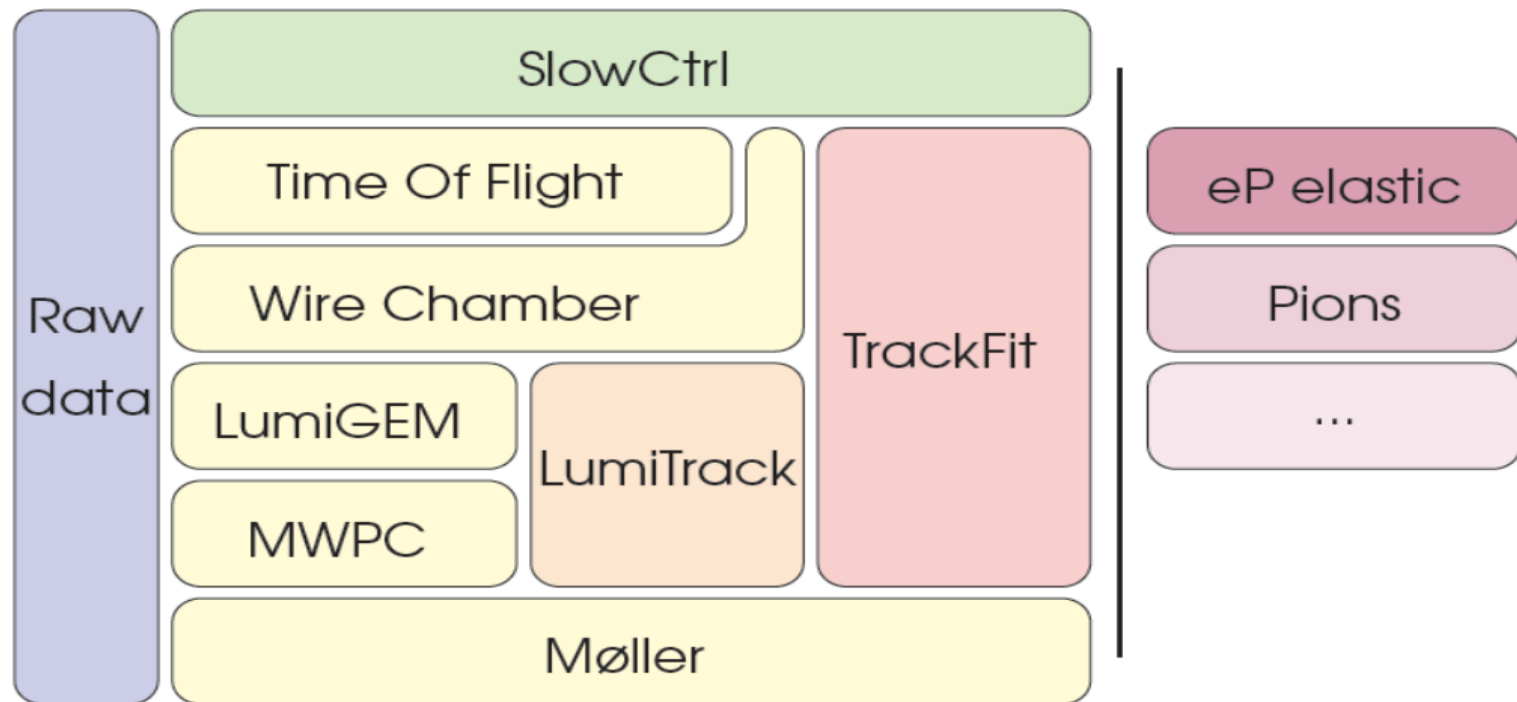 SlowCtrl
Time Of Flight
Wire Chamber
Raw
data
LumiGEM
LumiTrack
MWPC
TrackFit
Møller
eP elastic
Pions
...